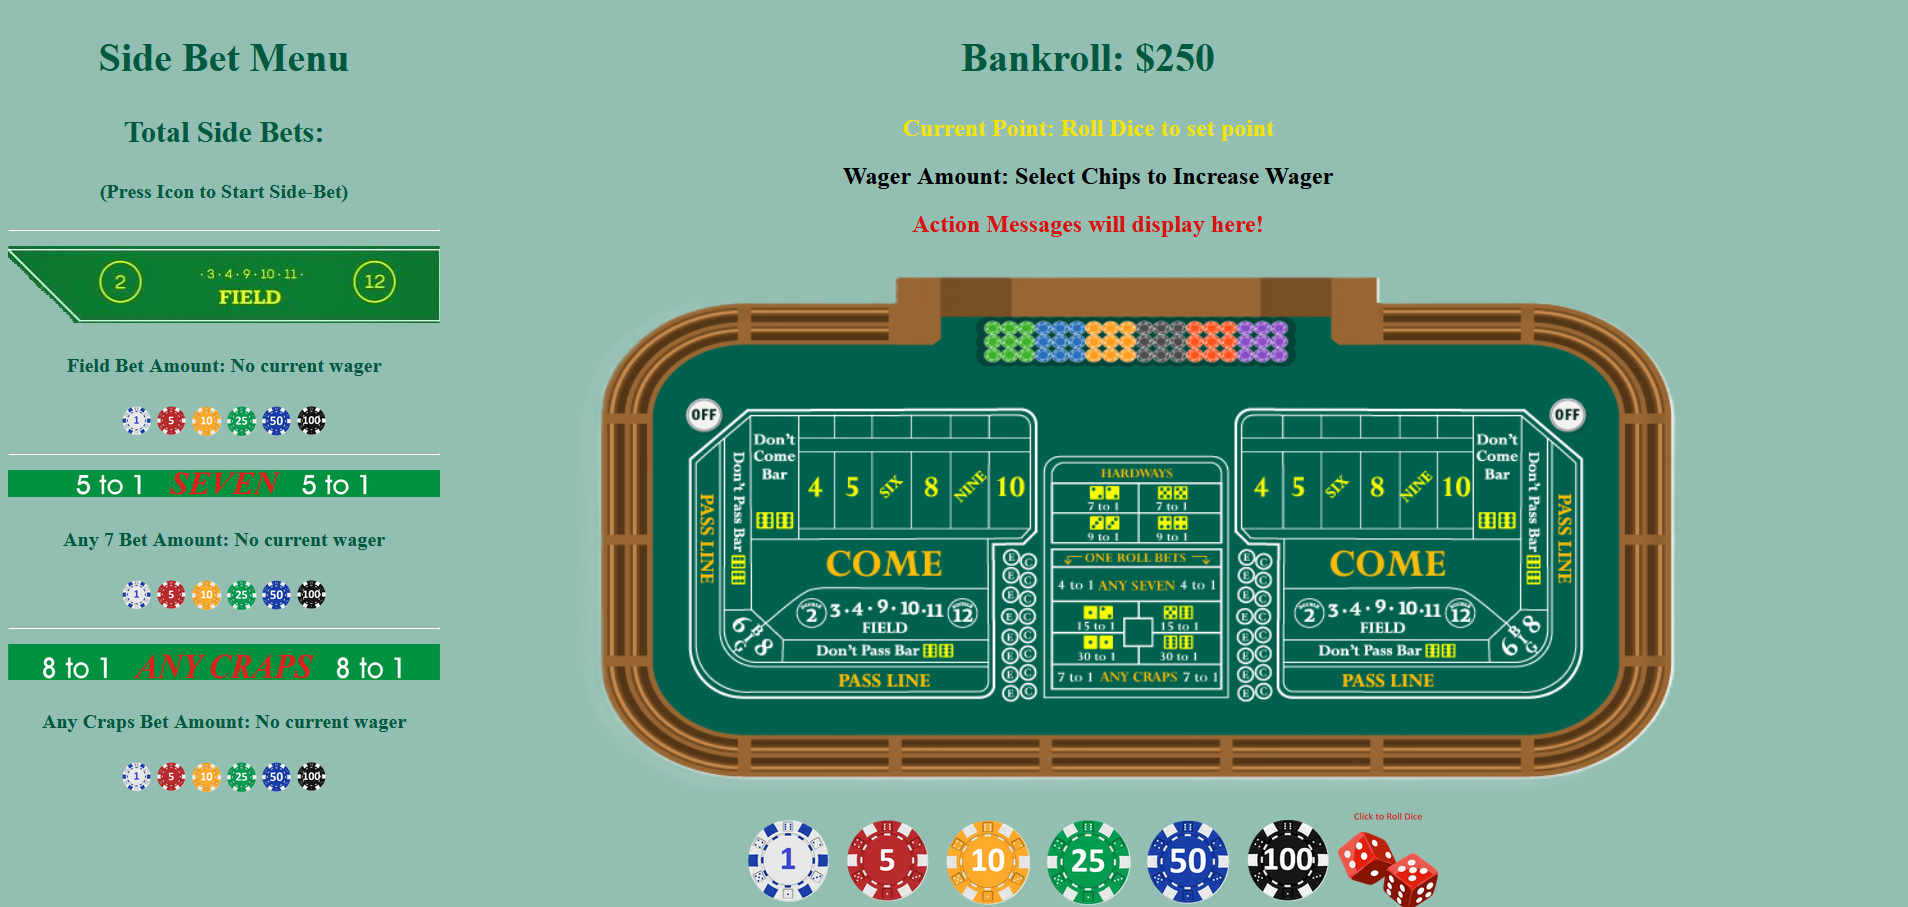 Side Bet Menu
Total Side Bets:
(Press Icon to Start Side-Bet)
2 ·3·4·9·10·11· 12
FIELD
Field Bet Amount: No current wager
1 5 10 25 50 100
5 to 1 SEVEN 5 to 1
Any 7 Bet Amount: No current wager
1 5 10 25 50 100
8 to 1 ANY CRAPS 8 to 1
Any Craps Bet Amount: No current wager
1 5 10 25 50 100
Bankroll: $250
Current Point: Roll Dice to set point
Wager Amount: Select Chips to Increase Wager
Action Messages will display here!
OFF
PASS LINE
Don't Pass Bar
Don't
Come
Bar
4 5 SIX 8 NINE 10
COME
2 3·4·9·10·11 12
FIELD
6 8
BIG
Don't Pass Bar
PASS LINE
E C
E C
E C
E C
E C
E C
E C
E C
HARDWAYS
7 to 1 7 to 1
9 to 1 9 to 1
ONE ROLL BETS
4 to 1 ANY SEVEN 4 to 1
15 to 1 15 to 1
30 to 1 30 to 1
7 to 1 ANY CRAPS 7 to 1
E C
E C
E C
E C
E C
E C
E C
E C
OFF
4 5 SIX 8 NINE 10
Don't
Come
Bar
Don't Pass Bar
PASS LINE
COME
2 3·4·9·10·11 12
FIELD
6 8
BIG
Don't Pass Bar
PASS LINE
1 5 10 25 50 100
Click to Roll Dice